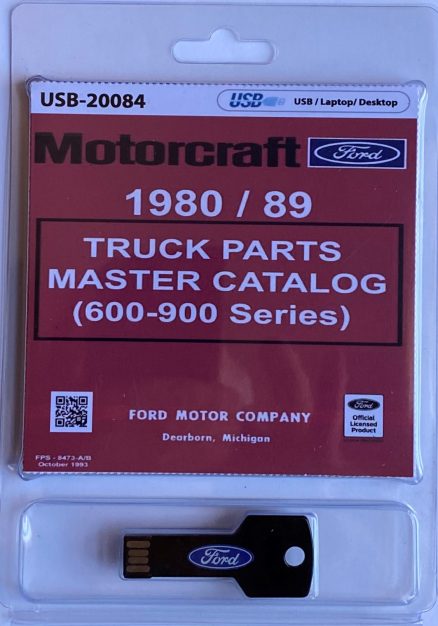 USB-20084
USB USB / Laptop/ Desktop
Motorcraft Ford
1980 / 89
TRUCK PARTS
MASTER CATALOG
(600-900 Series)
FORD MOTOR COMPANY
Dearborn, Michigan
Ford
Official
Licensed
Product
FPS - 8473-A/B
October 1993
Ford